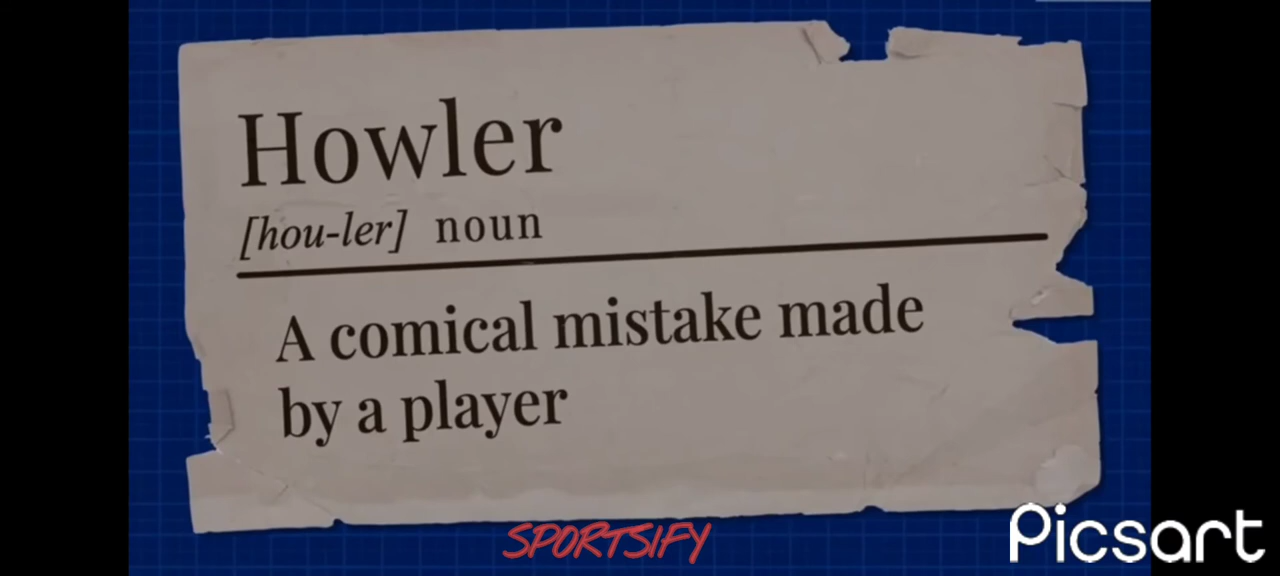 Howler
[hou-ler] noun
A comical mistake made
by a player
SPORTSIFY
Picsart